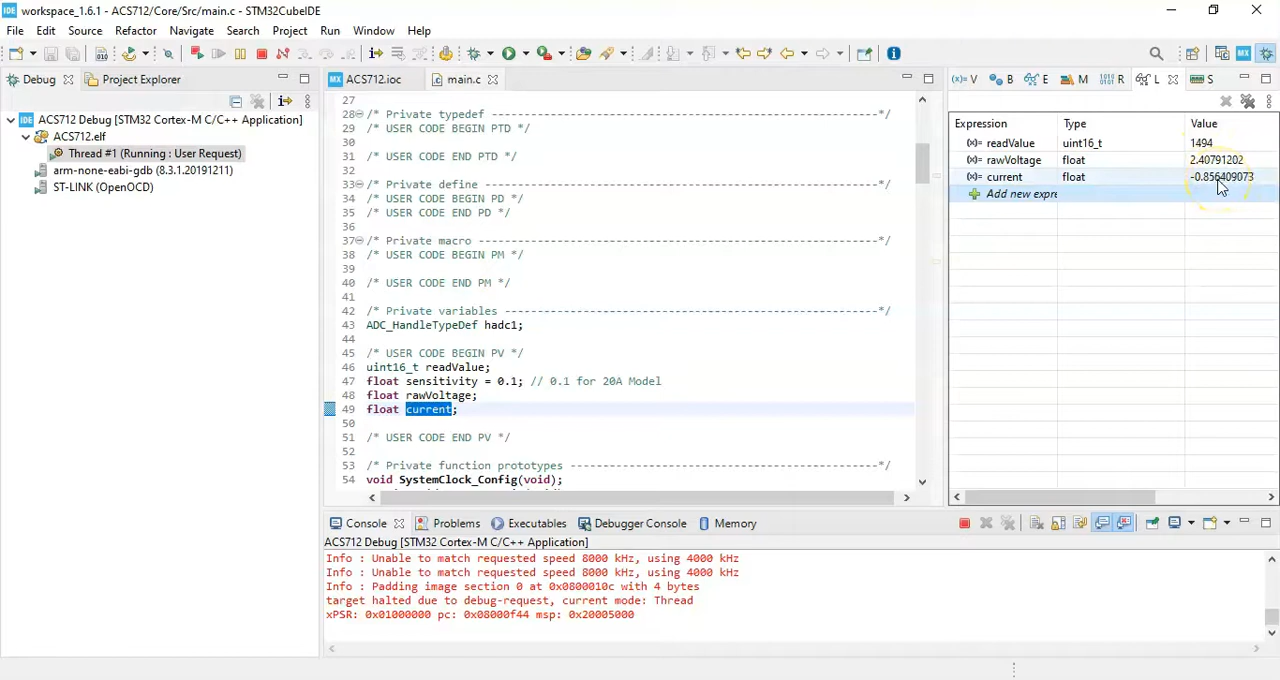 workspace_1.6.1 - ACS712/Core/Src/main.c - STM32CubeIDE
File Edit Source Refactor Navigate Search Project Run Window Help
Debug Project Explorer
ACS712 Debug [STM32 Cortex-M C/C++ Application]
ACS712.elf
Thread #1 (Running : User Request)
arm-none-eabi-gdb (8.3.1.20191211)
ST-LINK (OpenOCD)
MX ACS712.ioc main.c
27
28 /* Private typedef -----------------------------------------------------------*/
29 /* USER CODE BEGIN PTD */
30
31 /* USER CODE END PTD */
32
33 /* Private define ------------------------------------------------------------*/
34 /* USER CODE BEGIN PD */
35 /* USER CODE END PD */
36
37 /* Private macro -------------------------------------------------------------*/
38 /* USER CODE BEGIN PM */
39
40 /* USER CODE END PM */
41
42 /* Private variables ---------------------------------------------------------*/
43 ADC_HandleTypeDef hadc1;
44
45 /* USER CODE BEGIN PV */
46 uint16_t readValue;
47 float sensitivity = 0.1; // 0.1 for 20A Model
48 float rawVoltage;
49 float current;
50
51 /* USER CODE END PV */
52
53 /* Private function prototypes -----------------------------------------------*/
54 void SystemClock_Config(void);
(x)= V B E M R L S
Expression Type Value
(x)= readValue uint16_t 1494
(x)= rawVoltage float 2.40791202
(x)= current float -0.856409073
Add new expre
Console Problems Executables Debugger Console Memory
ACS712 Debug [STM32 Cortex-M C/C++ Application]
Info : Unable to match requested speed 8000 kHz, using 4000 kHz
Info : Unable to match requested speed 8000 kHz, using 4000 kHz
Info : Padding image section 0 at 0x0800010c with 4 bytes
target halted due to debug-request, current mode: Thread
xPSR: 0x01000000 pc: 0x08000f44 msp: 0x20005000